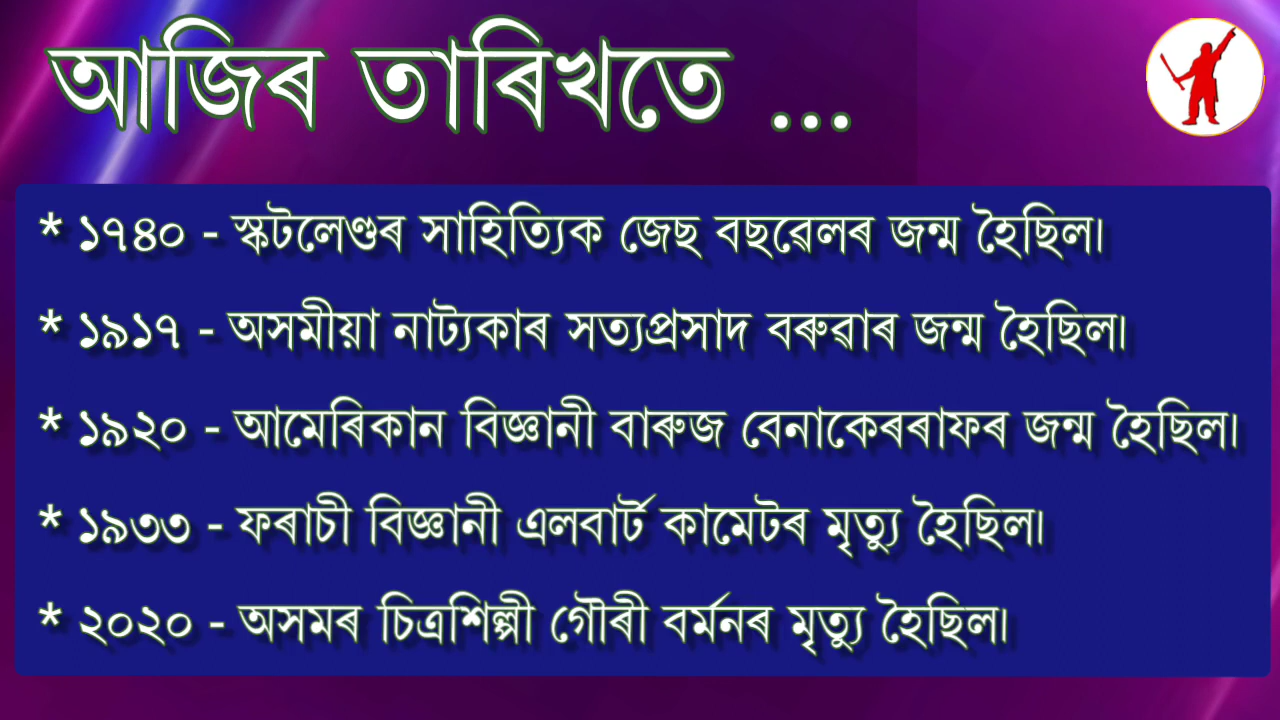 আজিৰ তাৰিখতে ...
* ১৭৪০ - স্কটলেণ্ডৰ সাহিত্যিক জেছ বছৱেলৰ জন্ম হৈছিল।
* ১৯১৭ - অসমীয়া নাট্যকাৰ সত্যপ্ৰসাদ বৰুৱাৰ জন্ম হৈছিল।
* ১৯২০ - আমেৰিকান বিজ্ঞানী বাৰুজ বেনাকেৰৰাফৰ জন্ম হৈছিল।
* ১৯৩৩ - ফৰাচী বিজ্ঞানী এলবাৰ্ট কামেটৰ মৃত্যু হৈছিল।
* ২০২০ - অসমৰ চিত্ৰশিল্পী গৌৰী বৰ্মনৰ মৃত্যু হৈছিল।